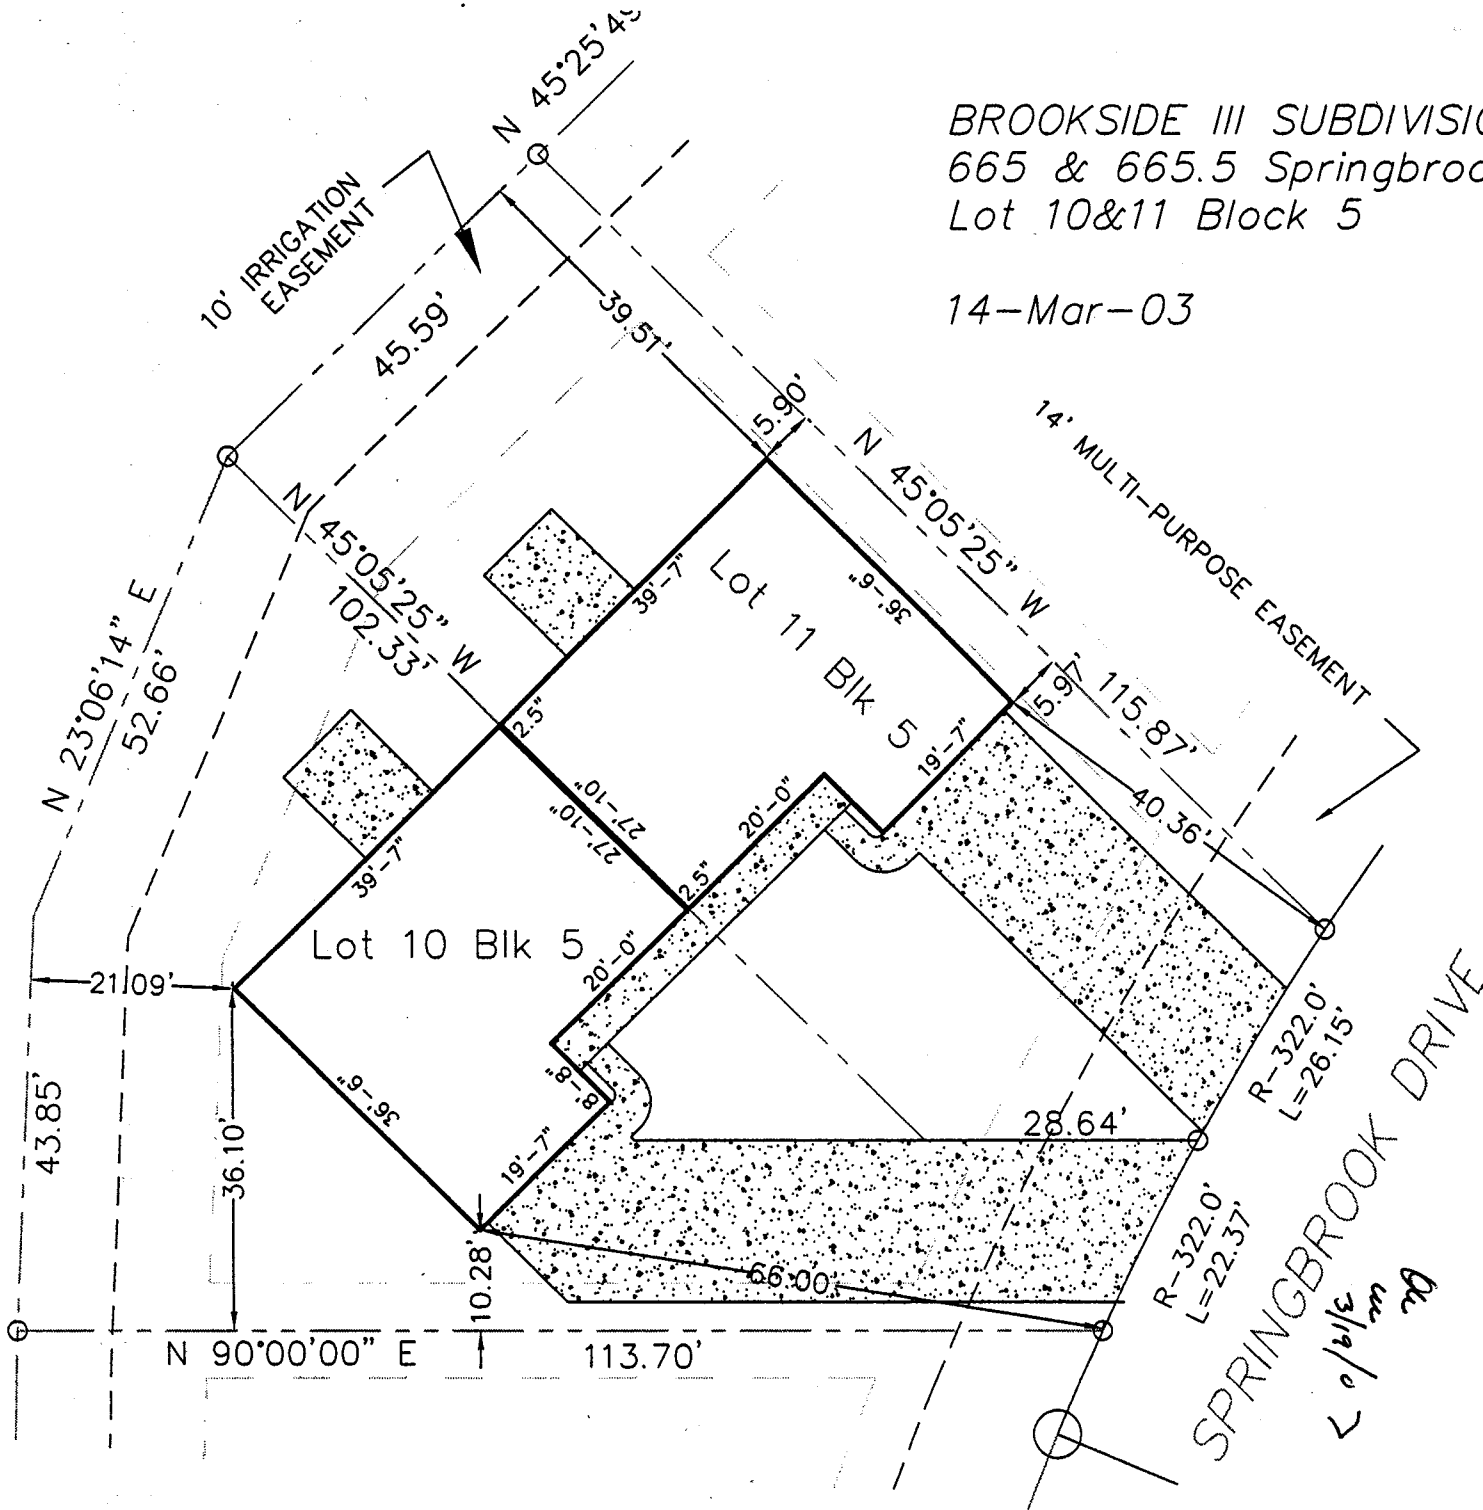 BROOKSIDE III SUBDIVISIO
665 & 665.5 Springbroo
Lot 10&11 Block 5
14-Mar-03
N 45°25'49
10' IRRIGATION
EASEMENT
45.59'
39.51'
5.90'
N 45°05'25" W
115.87'
14' MULTI-PURPOSE EASEMENT
N 45°05'25" W
102.33'
N 23°06'14" E
52.66'
39'-7"
36'-6"
Lot 11 Blk 5
2.5"
27'-10"
27'-10"
20'-0"
19'-7"
5.97
40.36'
39'-7"
2.5"
Lot 10 Blk 5
20'-0"
21.09'
8'-8"
36'-6"
19'-7"
43.85'
36.10'
28.64'
R-322.0'
L=26.15'
10.28'
66.00
R-322.0'
L=22.37'
SPRINGBROOK DRIVE
N 90°00'00" E
113.70'